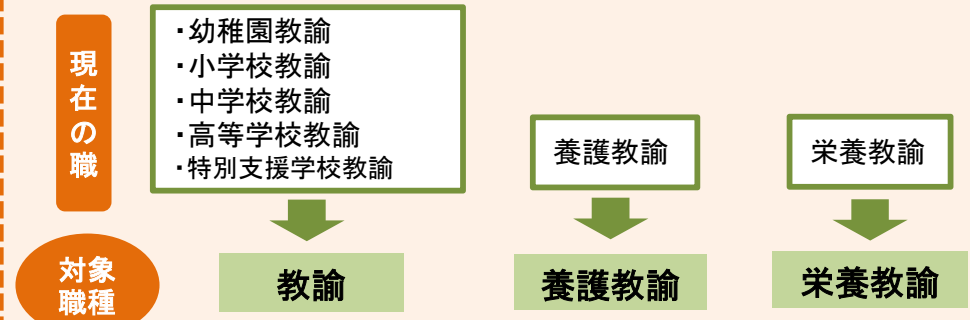 現在の職
・幼稚園教諭
・小学校教諭
・中学校教諭
・高等学校教諭
・特別支援学校教諭
養護教諭
栄養教諭
対象
職種
教諭
養護教諭
栄養教諭